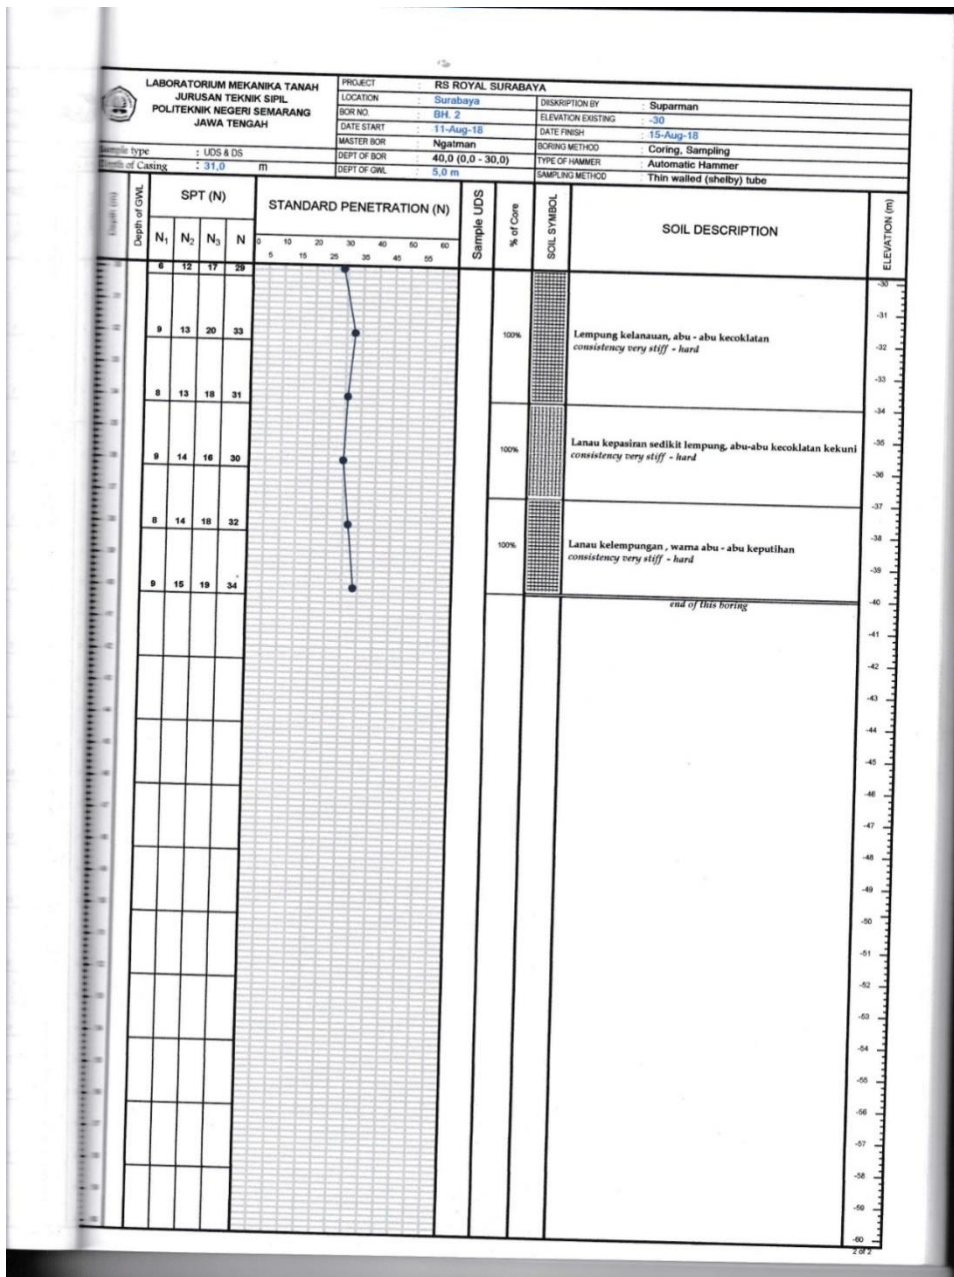 LABORATORIUM MEKANIKA TANAH
JURUSAN TEKNIK SIPIL
POLITEKNIK NEGERI SEMARANG
JAWA TENGAH
type : UDS & DS
of Casing : 31,0 m
PROJECT : RS ROYAL SURABAYA
LOCATION : Surabaya
BOR NO. : BH. 2
DATE START : 11-Aug-18
MASTER BOR : Ngatman
DEPT OF BOR : 40,0 (0,0 - 30,0)
DEPT OF GWL : 5,0 m
DISKRIPTION BY : Suparman
ELEVATION EXISTING : -30
DATE FINISH : 15-Aug-18
BORING METHOD : Coring, Sampling
TYPE OF HAMMER : Automatic Hammer
SAMPLING METHOD : Thin walled (shelby) tube
Depth (m)
Depth of GWL
SPT (N)
N1 N2 N3 N
STANDARD PENETRATION (N)
0 10 20 30 40 50 60
5 15 25 35 45 55
Sample UDS
% of Core
SOIL SYMBOL
SOIL DESCRIPTION
ELEVATION (m)
6 12 17 29
9 13 20 33
8 13 18 31
9 14 16 30
8 14 18 32
9 15 19 34
100%
Lempung kelanauan, abu - abu kecoklatan
consistency very stiff - hard
100%
Lanau kepasiran sedikit lempung, abu-abu kecoklatan kekuni
consistency very stiff - hard
100%
Lanau kelempungan , warna abu - abu keputihan
consistency very stiff - hard
end of this boring
-30
-31
-32
-33
-34
-35
-36
-37
-38
-39
-40
-41
-42
-43
-44
-45
-46
-47
-48
-49
-50
-51
-52
-53
-54
-55
-56
-57
-58
-59
-60
2 of 2